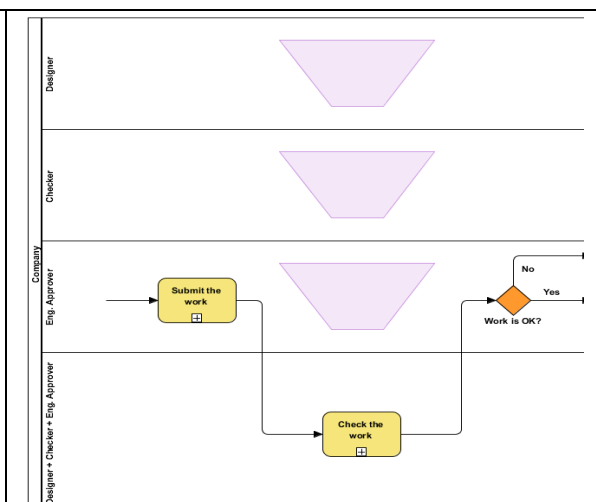 Company
Designer
Checker
Eng. Approver
Designer + Checker + Eng. Approver
Submit the
work
No
Yes
Work is OK?
Check the
work